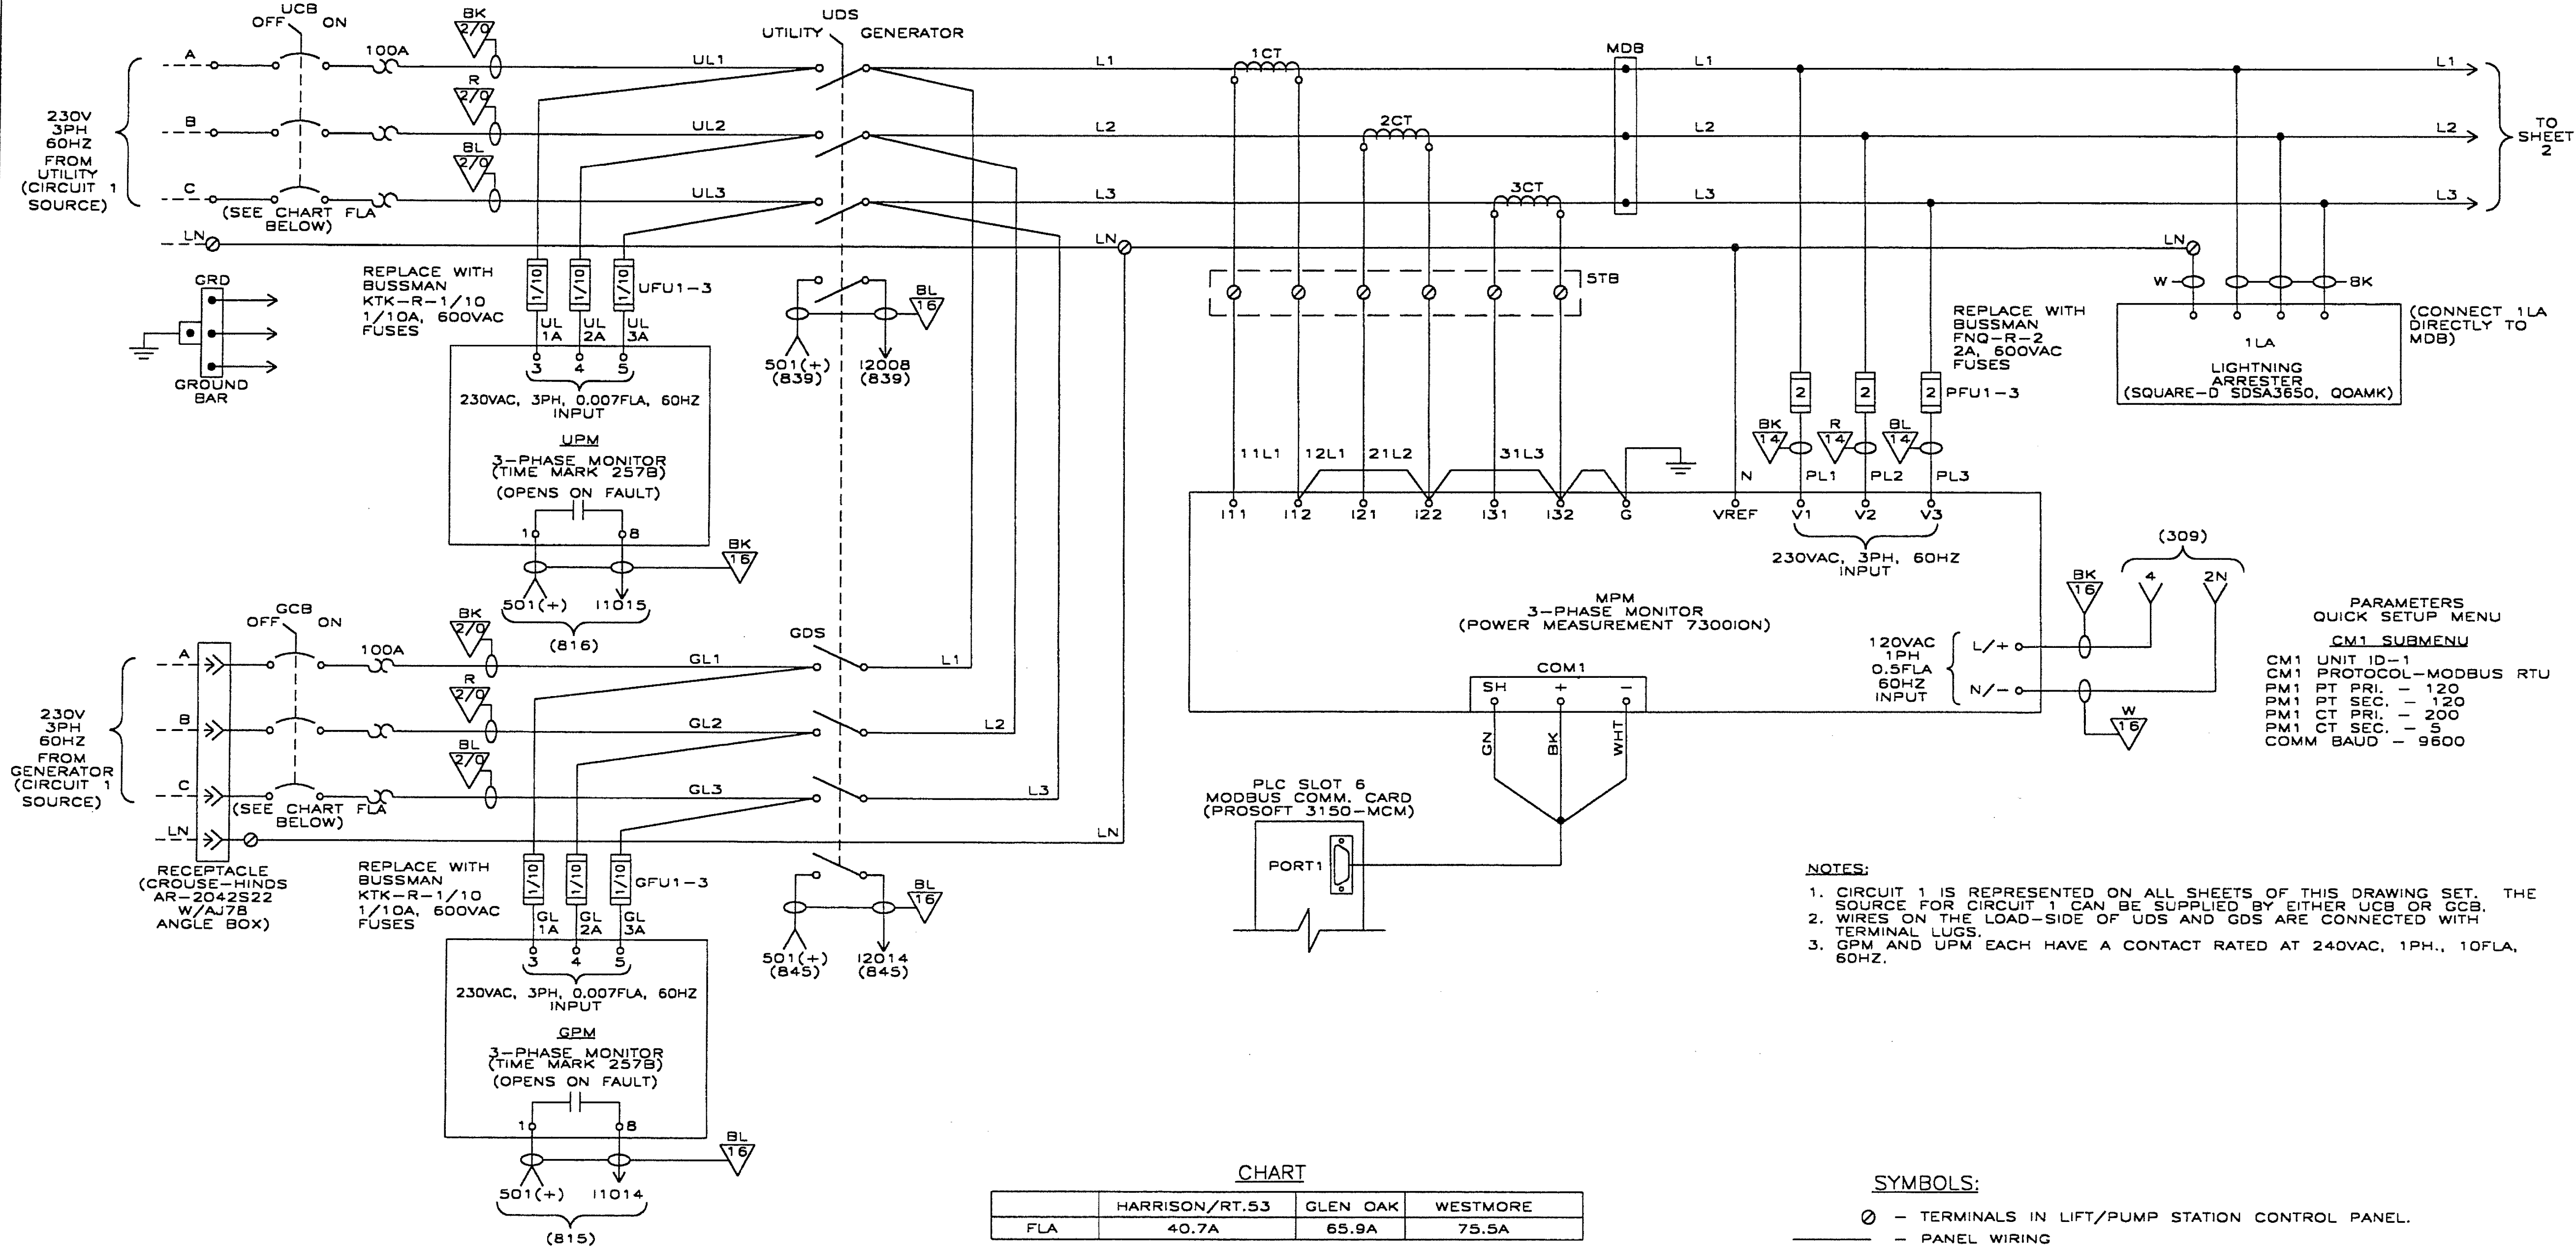 UCB
OFF ON
A
100A
BK
2/0
UL1
B
R
2/0
UL2
C
BL
2/0
UL3
230V
3PH
60HZ
FROM
UTILITY
(CIRCUIT 1
SOURCE)
(SEE CHART FLA
BELOW)
LN
UDS
UTILITY GENERATOR
L1
1CT
MDB
L1
L1
L2
2CT
L2
L2
L3
3CT
L3
L3
TO
SHEET
2
LN
LN
GRD
GROUND
BAR
REPLACE WITH
BUSSMAN
KTK-R-1/10
1/10A, 600VAC
FUSES
1/10
1/10
1/10
UFU1-3
UL
1A
UL
2A
UL
3A
3 4 5
230VAC, 3PH, 0.007FLA, 60HZ
INPUT
UPM
3-PHASE MONITOR
(TIME MARK 257B)
(OPENS ON FAULT)
1 8
BK
16
501(+) I1015
(816)
BL
16
501(+)
(839)
I2008
(839)
STB
11L1 12L1 21L2 31L3
N
REPLACE WITH
BUSSMAN
FNQ-R-2
2A, 600VAC
FUSES
2 2 2 PFU1-3
BK
14
R
14
BL
14
PL1 PL2 PL3
W
BK
1LA
LIGHTNING
ARRESTER
(SQUARE-D SDSA3650, QOAMK)
(CONNECT 1LA
DIRECTLY TO
MDB)
I11 I12 I21 I22 I31 I32 G VREF V1 V2 V3
230VAC, 3PH, 60HZ
INPUT
MPM
3-PHASE MONITOR
(POWER MEASUREMENT 7300ION)
COM1
SH + -
GN
BK
WHT
120VAC
1PH
0.5FLA
60HZ
INPUT
L/+
N/-
BK
16
W
16
(309)
4 2N
PARAMETERS
QUICK SETUP MENU
CM1 SUBMENU
CM1 UNIT ID-1
CM1 PROTOCOL-MODBUS RTU
PM1 PT PRI. - 120
PM1 PT SEC. - 120
PM1 CT PRI. - 200
PM1 CT SEC. - 5
COMM BAUD - 9600
PLC SLOT 6
MODBUS COMM. CARD
(PROSOFT 3150-MCM)
PORT1
GCB
OFF ON
A
100A
BK
2/0
GL1
B
R
2/0
GL2
C
BL
2/0
GL3
GDS
L1
L2
L3
LN
230V
3PH
60HZ
FROM
GENERATOR
(CIRCUIT 1
SOURCE)
(SEE CHART FLA
BELOW)
LN
RECEPTACLE
(CROUSE-HINDS
AR-2042S22
W/AJ78
ANGLE BOX)
REPLACE WITH
BUSSMAN
KTK-R-1/10
1/10A, 600VAC
FUSES
1/10
1/10
1/10
GFU1-3
GL
1A
GL
2A
GL
3A
3 4 5
230VAC, 3PH, 0.007FLA, 60HZ
INPUT
GPM
3-PHASE MONITOR
(TIME MARK 257B)
(OPENS ON FAULT)
1 8
BL
16
501(+) I1014
(815)
BL
16
501(+)
(845)
I2014
(845)
NOTES:
1. CIRCUIT 1 IS REPRESENTED ON ALL SHEETS OF THIS DRAWING SET. THE
SOURCE FOR CIRCUIT 1 CAN BE SUPPLIED BY EITHER UCB OR GCB.
2. WIRES ON THE LOAD-SIDE OF UDS AND GDS ARE CONNECTED WITH
TERMINAL LUGS.
3. GPM AND UPM EACH HAVE A CONTACT RATED AT 240VAC, 1PH., 10FLA,
60HZ.
CHART
HARRISON/RT.53 GLEN OAK WESTMORE
FLA 40.7A 65.9A 75.5A
SYMBOLS:
- TERMINALS IN LIFT/PUMP STATION CONTROL PANEL.
- PANEL WIRING